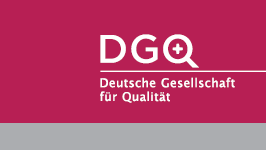 DGQ
Deutsche Gesellschaft
für Qualität